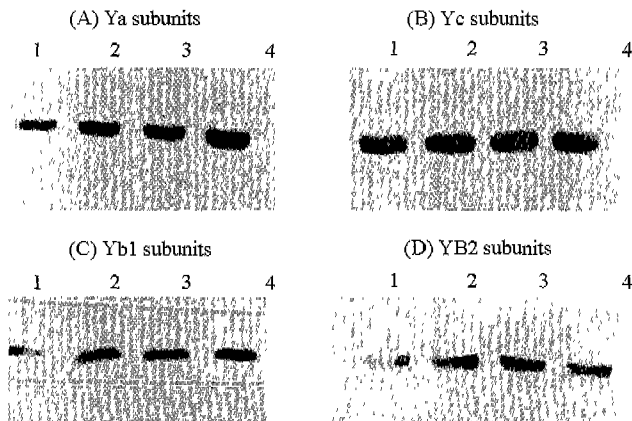 (A) Ya subunits
1 2 3 4
(B) Yc subunits
1 2 3 4
(C) Yb1 subunits
1 2 3 4
(D) YB2 subunits
1 2 3 4